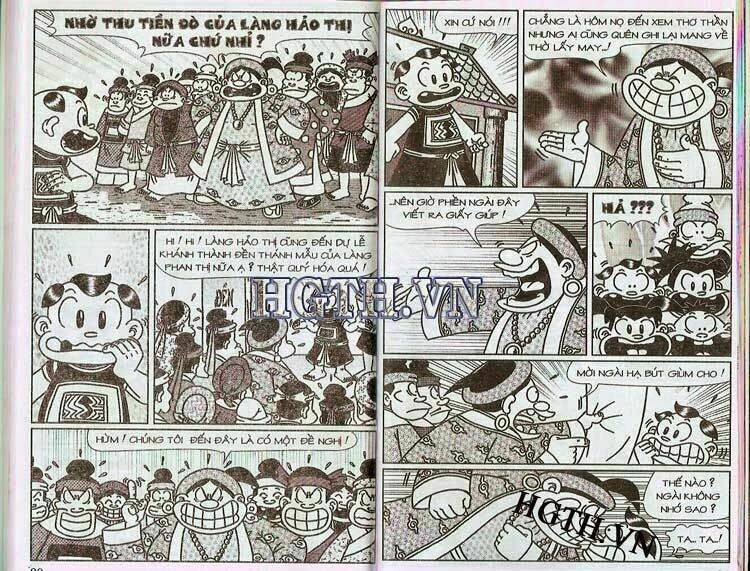 NHỜ THU TIỀN ĐÒ CỦA LÀNG HẢO THỊ
NỮA CHỨ NHỈ ?
HI ! HI ! LÀNG HẢO THỊ CŨNG ĐẾN DỰ LỄ
KHÁNH THÀNH ĐỀN THÁNH MẪU CỦA LÀNG
PHAN THỊ NỮA Ạ ? THẬT QUÝ HÓA QUÁ !
ĐỀN
HỪM ! CHÚNG TÔI ĐẾN ĐÂY LÀ CÓ MỘT ĐỀ NGHỊ !
XIN CỨ NÓI !!!
CHẲNG LÀ HÔM NỌ ĐẾN XEM THƠ THẦN
NHƯNG AI CŨNG QUÊN GHI LẠI MANG VỀ
THỜ LẤY MAY...!
...NÊN GIỜ PHIỀN NGÀI ĐÂY
VIẾT RA GIẤY GIÚP !
HẢ ???
MỜI NGÀI HẠ BÚT GIÙM CHO !
THẾ NÀO ?
NGÀI KHÔNG
NHỚ SAO ?
TA... TA...!
HGTH.VN
HGTH.VN